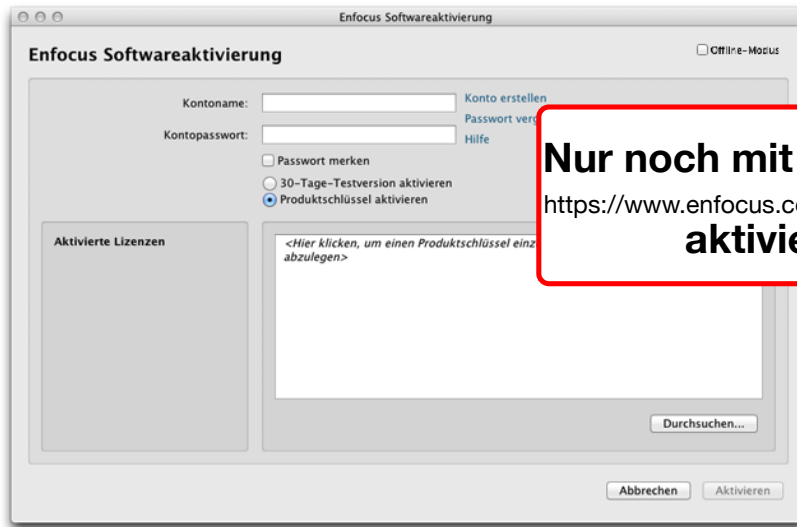 Enfocus Softwareaktivierung
Enfocus Softwareaktivierung
Offline-Modus
Kontoname:
Konto erstellen
Passwort verg
Kontopasswort:
Hilfe
Passwort merken
30-Tage-Testversion aktivieren
Produktschlüssel aktivieren
Nur noch mit
https://www.enfocus.c
aktivie
Aktivierte Lizenzen
<Hier klicken, um einen Produktschlüssel einz
abzulegen>
Durchsuchen...
Abbrechen
Aktivieren